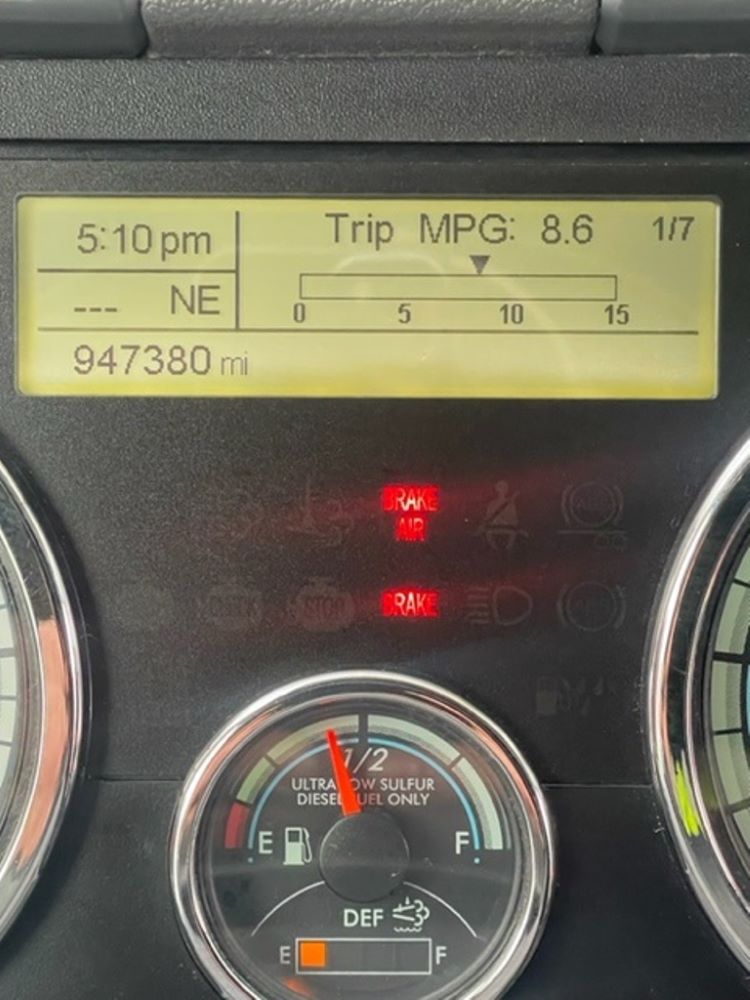 5:10 pm
Trip MPG: 8.6
1/7
--- NE
0 5 10 15
947380 mi
BRAKE
AIR
STOP
BRAKE
1/2
ULTRA LOW SULFUR
DIESEL FUEL ONLY
E F
DEF
E F